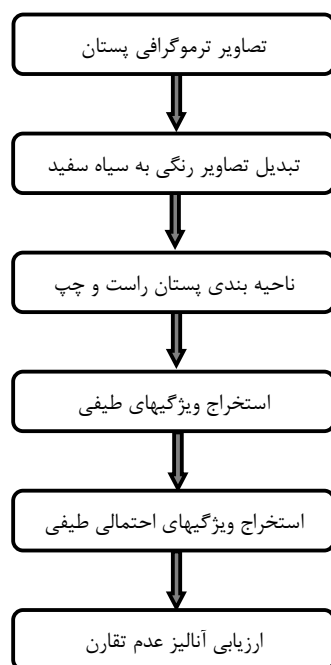 تصاویر ترموگرافی پستان
تبدیل تصاویر رنگی به سیاه سفید
ناحیه بندی پستان راست و چپ
استخراج ویژگیهای طیفی
استخراج ویژگیهای احتمالی طیفی
ارزیابی آنالیز عدم تقارن